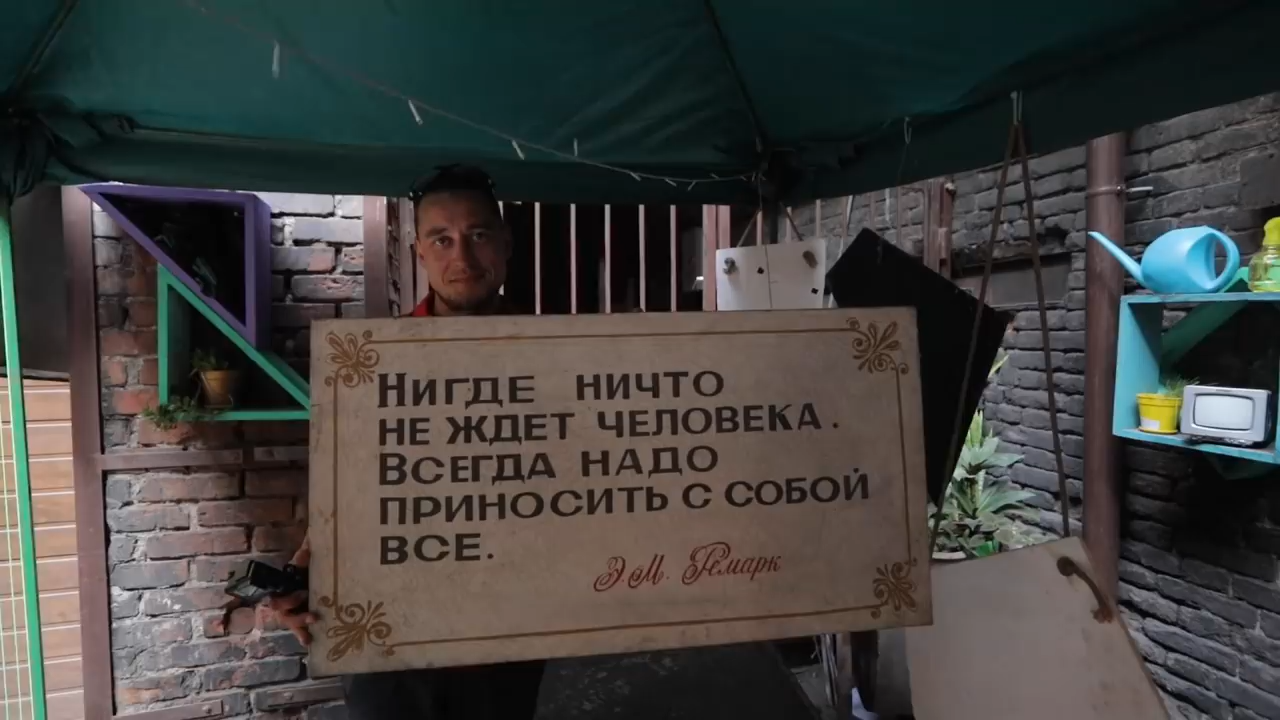 Нигде ничто
не ждет человека.
Всегда надо
приносить с собой
все.
Э.М. Ремарк